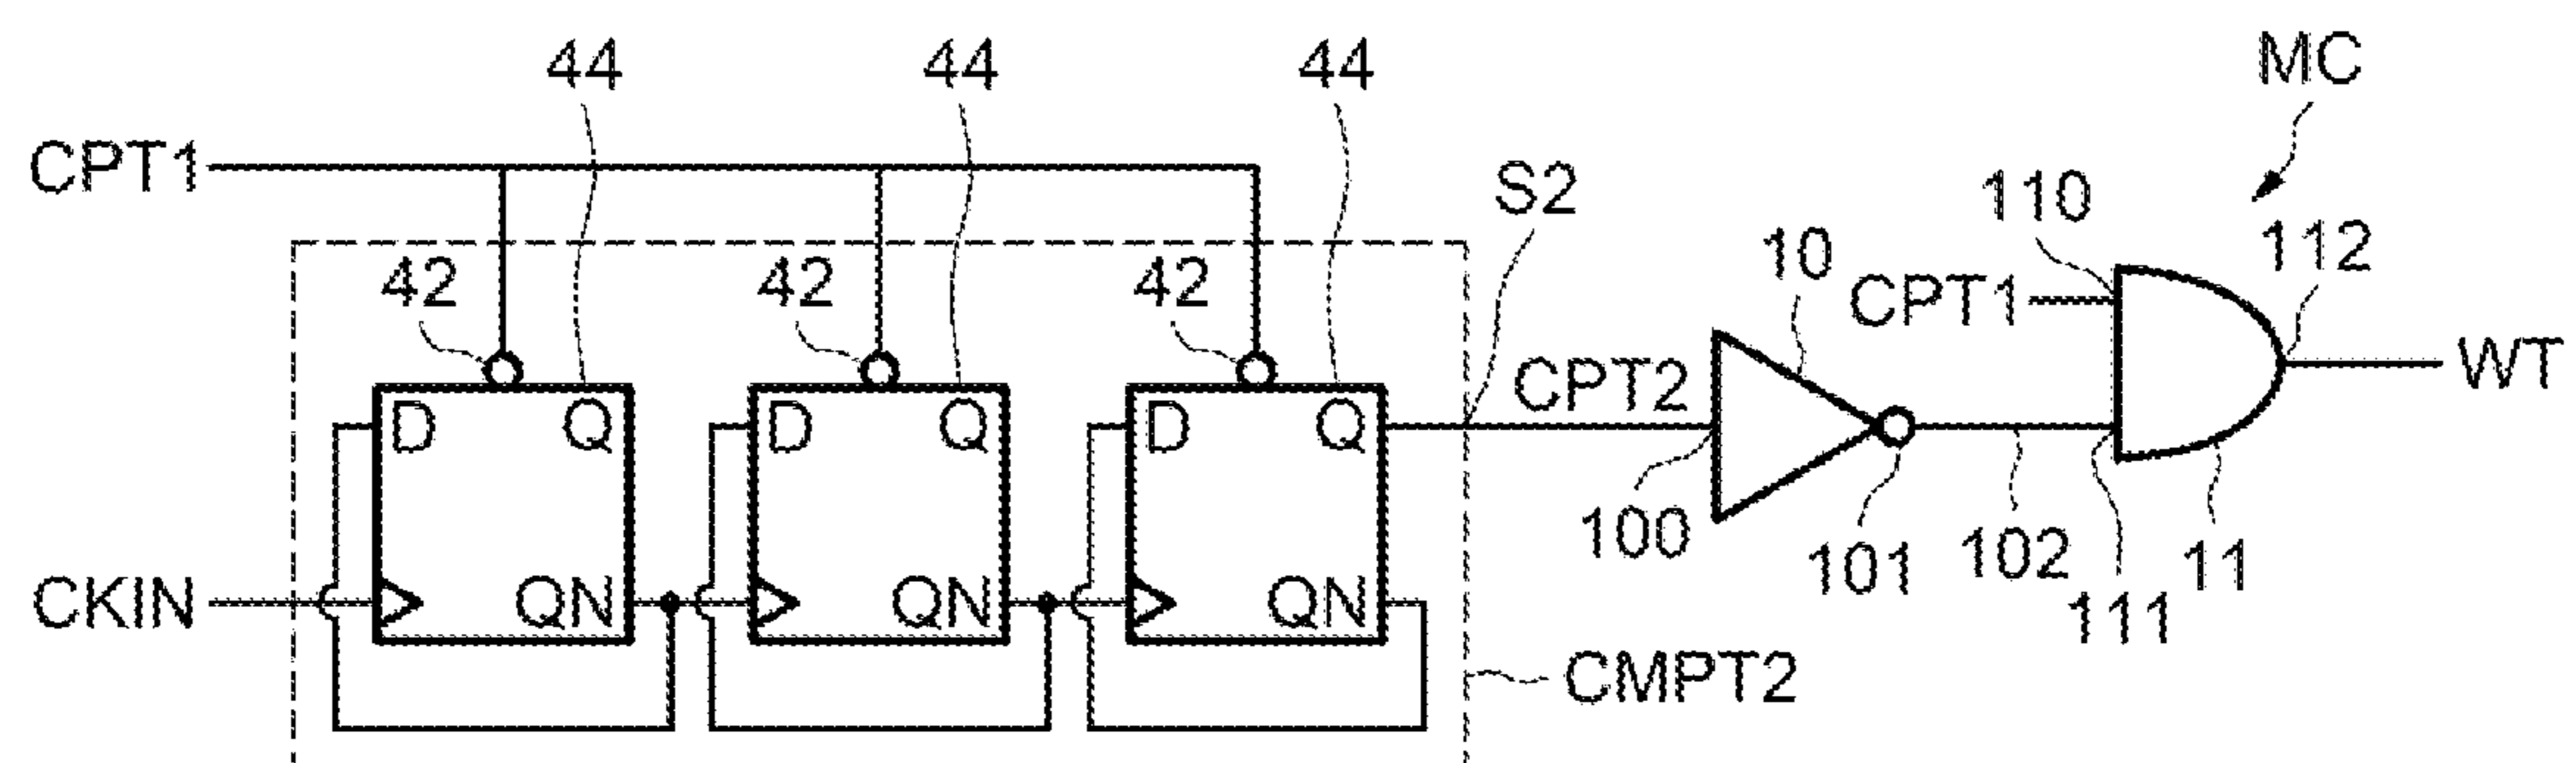 44 44 44 MC
CPT1 S2 110
42 42 42 10 CPT1 112
D Q D Q D Q CPT2 WT
CKIN QN QN QN 100 101 102 111 11
CMPT2